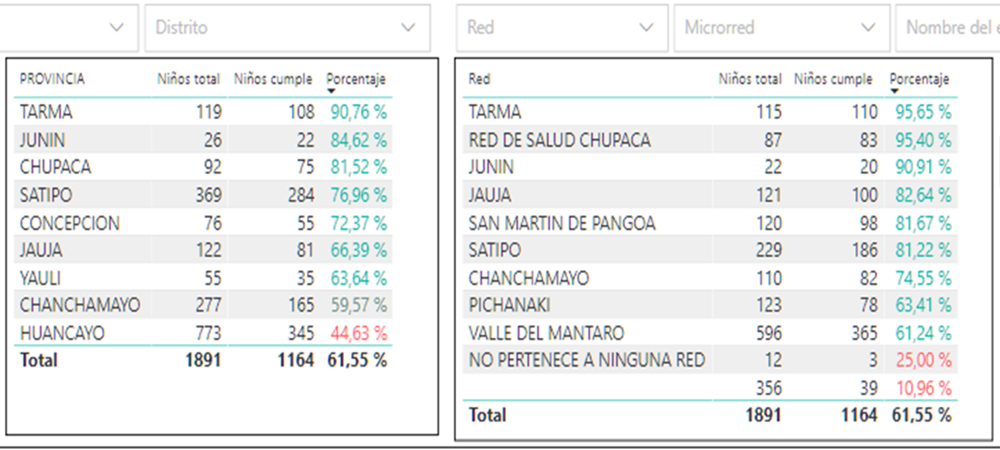 Distrito
Red
Microrred
Nombre del e
PROVINCIA Niños total Niños cumple Porcentaje
TARMA 119 108 90,76 %
JUNIN 26 22 84,62 %
CHUPACA 92 75 81,52 %
SATIPO 369 284 76,96 %
CONCEPCION 76 55 72,37 %
JAUJA 122 81 66,39 %
YAULI 55 35 63,64 %
CHANCHAMAYO 277 165 59,57 %
HUANCAYO 773 345 44,63 %
Total 1891 1164 61,55 %
Red Niños total Niños cumple Porcentaje
TARMA 115 110 95,65 %
RED DE SALUD CHUPACA 87 83 95,40 %
JUNIN 22 20 90,91 %
JAUJA 121 100 82,64 %
SAN MARTIN DE PANGOA 120 98 81,67 %
SATIPO 229 186 81,22 %
CHANCHAMAYO 110 82 74,55 %
PICHANAKI 123 78 63,41 %
VALLE DEL MANTARO 596 365 61,24 %
NO PERTENECE A NINGUNA RED 12 3 25,00 %
356 39 10,96 %
Total 1891 1164 61,55 %